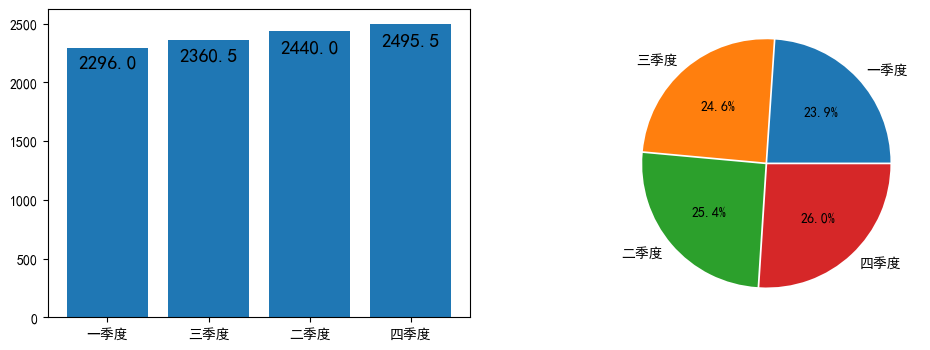 2500
2000
1500
1000
500
0
2296.0
2360.5
2440.0
2495.5
一季度
三季度
二季度
四季度
三季度
一季度
24.6%
23.9%
25.4%
26.0%
二季度
四季度